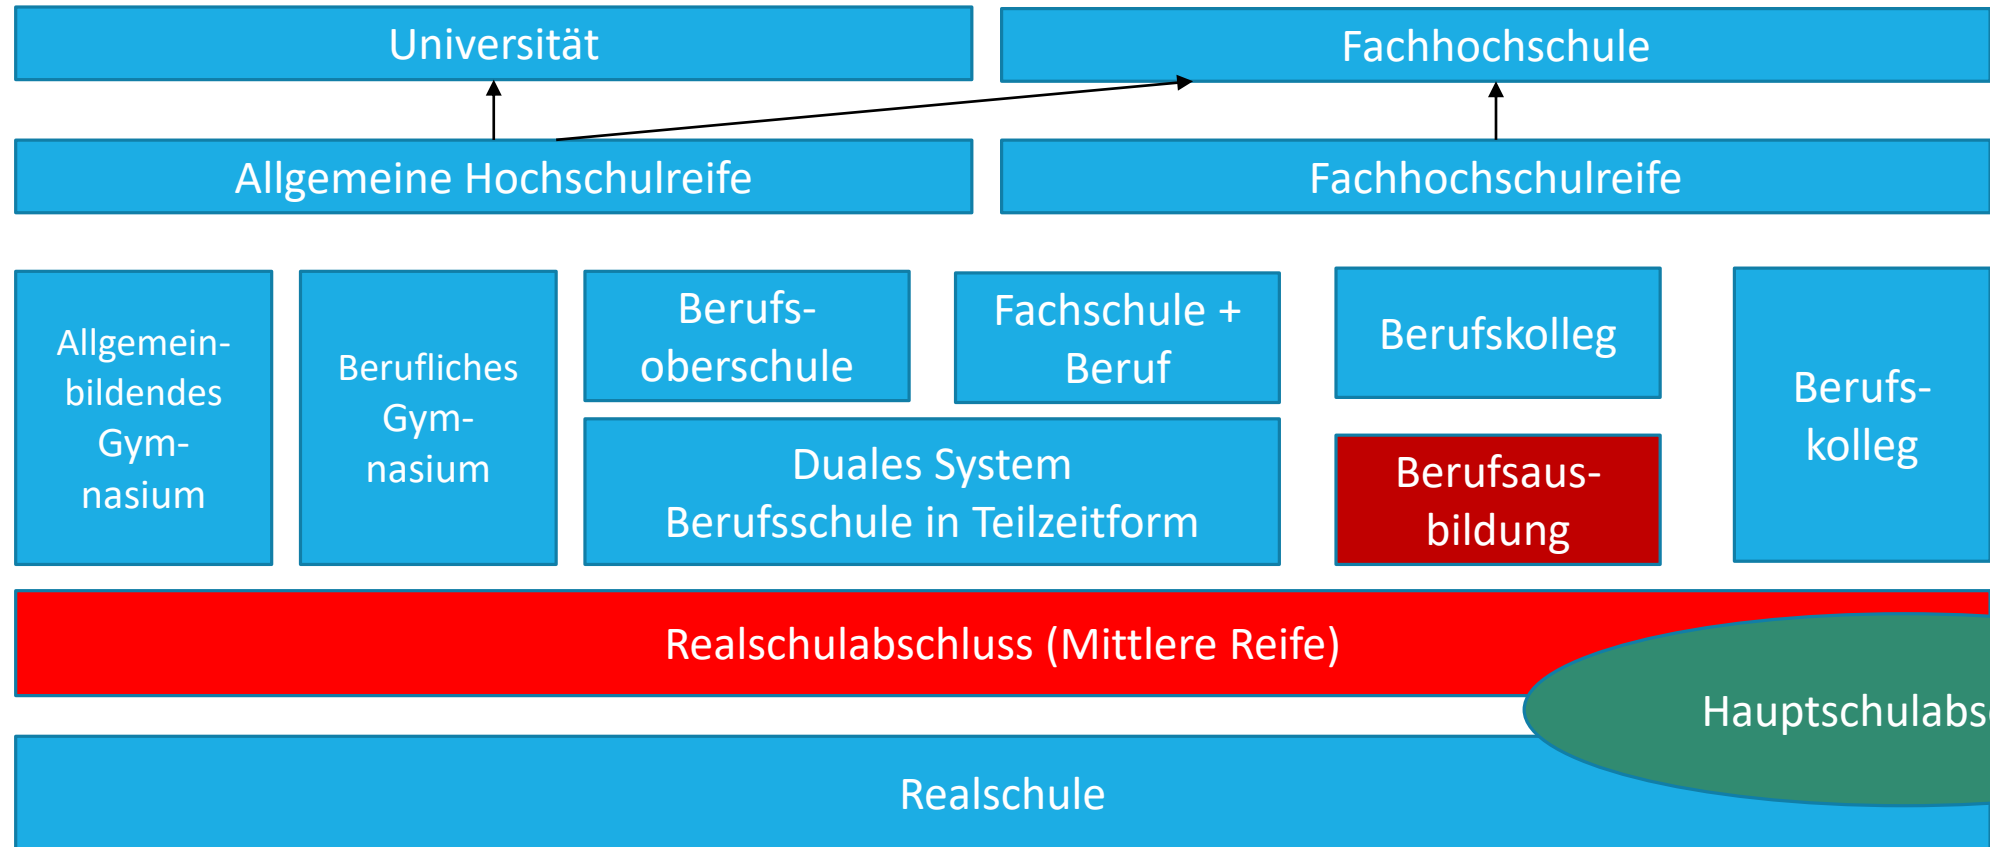 Universität
Fachhochschule
Allgemeine Hochschulreife
Fachhochschulreife
Allgemein-
bildendes
Gym-
nasium
Berufliches
Gym-
nasium
Berufs-
oberschule
Fachschule +
Beruf
Berufskolleg
Berufs-
kolleg
Duales System
Berufsschule in Teilzeitform
Berufsaus-
bildung
Realschulabschluss (Mittlere Reife)
Hauptschulabs
Realschule